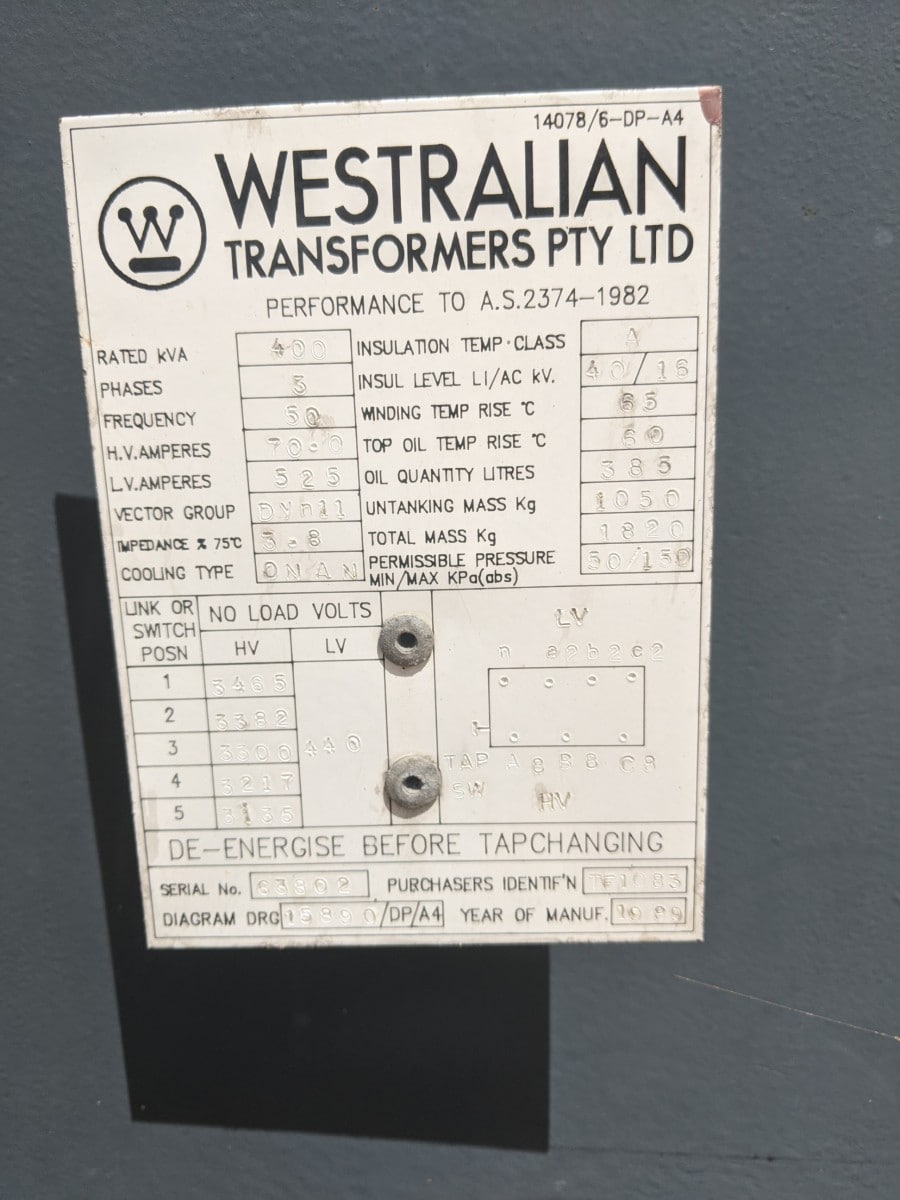 14078/6-DP-A4
W
WESTRALIAN
TRANSFORMERS PTY LTD
PERFORMANCE TO A.S.2374-1982
RATED kVA 400 INSULATION TEMP. CLASS A
PHASES 3 INSUL LEVEL LI/AC kV. 40/16
FREQUENCY 50 WINDING TEMP RISE °C 65
H.V.AMPERES 70.0 TOP OIL TEMP RISE °C 60
L.V.AMPERES 525 OIL QUANTITY LITRES 385
VECTOR GROUP Dyn11 UNTANKING MASS Kg 1050
IMPEDANCE % 75°C 3.8 TOTAL MASS Kg 1820
COOLING TYPE ONAN PERMISSIBLE PRESSURE
MIN/MAX KPa(abs) 50/150
LINK OR
SWITCH
POSN
NO LOAD VOLTS
HV LV
1 3465
2 3382
3 3300 440
4 3217
5 3135
LV
n a2 b2 c2
TAP SW
HV
DE-ENERGISE BEFORE TAPCHANGING
SERIAL No. 63802 PURCHASERS IDENTIF'N TF1083
DIAGRAM DRG 15890/DP/A4 YEAR OF MANUF. 1989